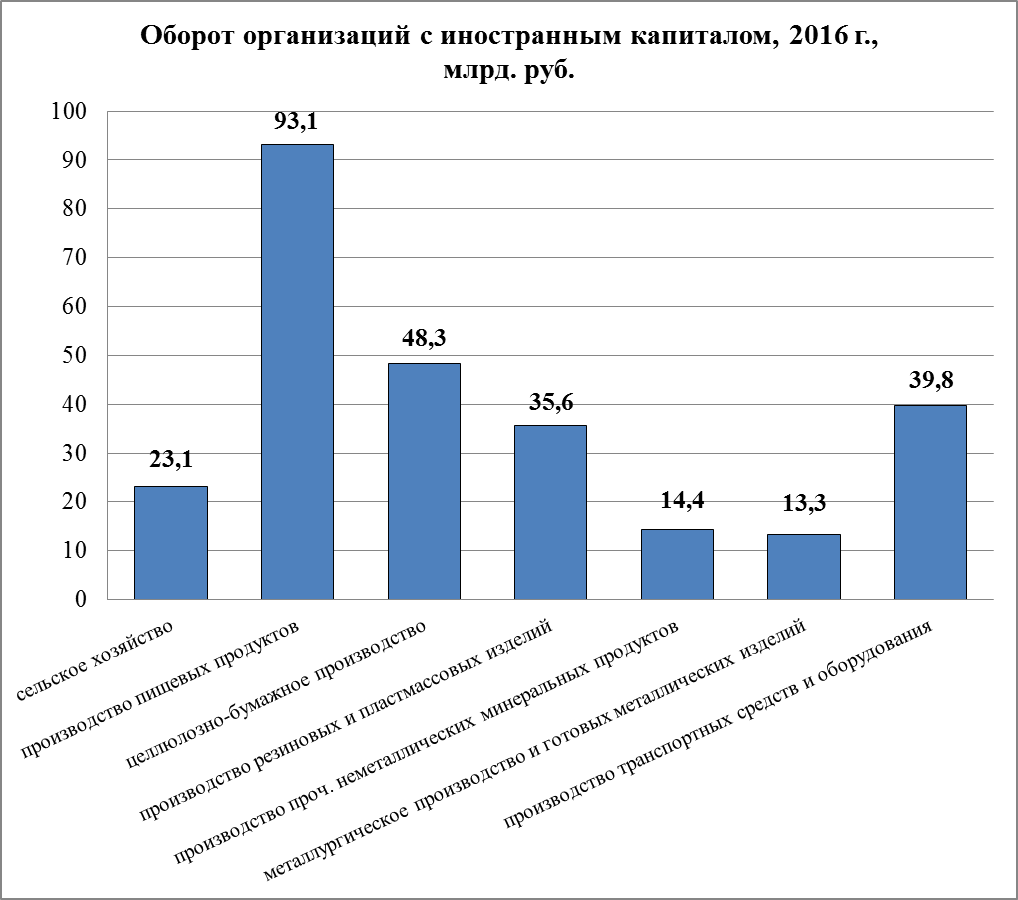 Оборот организаций с иностранным капиталом, 2016 г.,
млрд. руб.
100
90
80
70
60
50
40
30
20
10
0
23,1
93,1
48,3
35,6
14,4
13,3
39,8
сельское хозяйство
производство пищевых продуктов
целлюлозно-бумажное производство
производство резиновых и пластмассовых изделий
производство проч. неметаллических минеральных продуктов
металлургическое производство и готовых металлических изделий
производство транспортных средств и оборудования